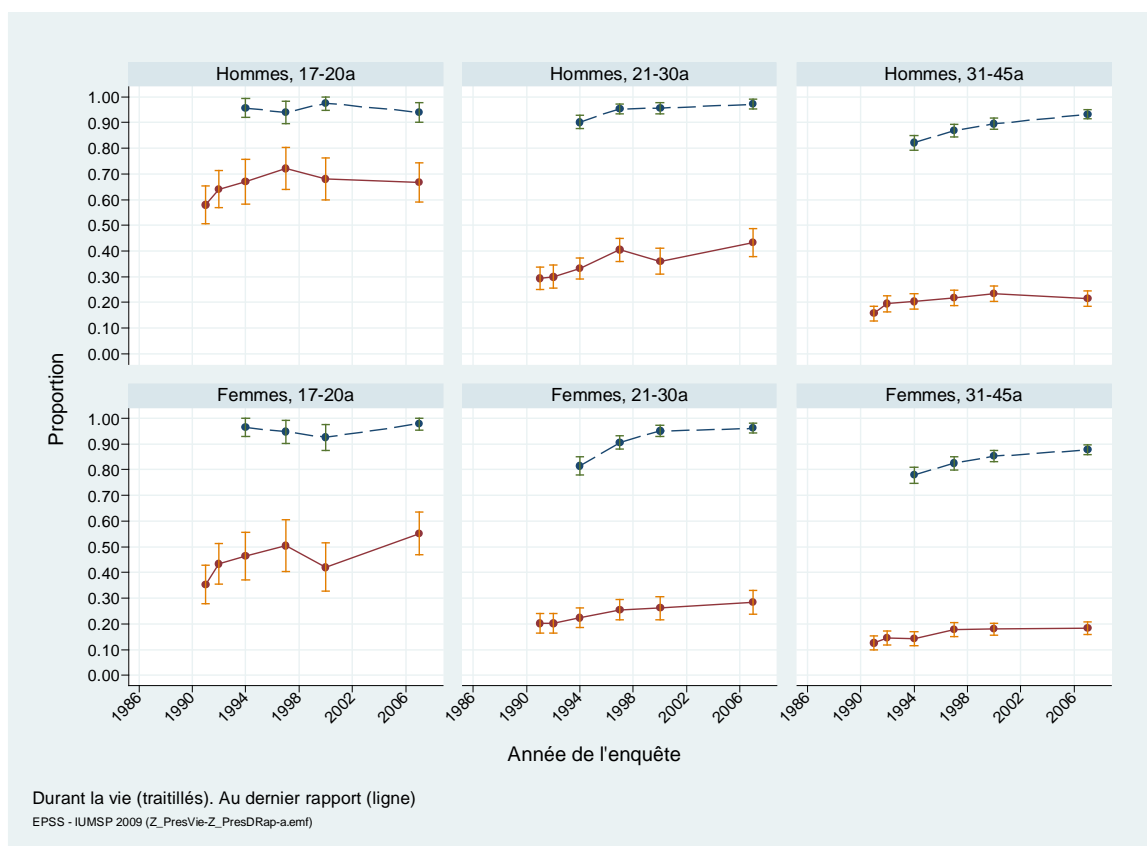 Hommes, 17-20a
Hommes, 21-30a
Hommes, 31-45a
1.00
0.90
0.80
0.70
0.60
0.50
0.40
0.30
0.20
0.10
0.00
Proportion
Femmes, 17-20a
Femmes, 21-30a
Femmes, 31-45a
1.00
0.90
0.80
0.70
0.60
0.50
0.40
0.30
0.20
0.10
0.00
1986 1990 1994 1998 2002 2006
1986 1990 1994 1998 2002 2006
1986 1990 1994 1998 2002 2006
Année de l'enquête
Durant la vie (traitillés). Au dernier rapport (ligne)
EPSS - IUMSP 2009 (Z_PresVie-Z_PresDRap-a.emf)